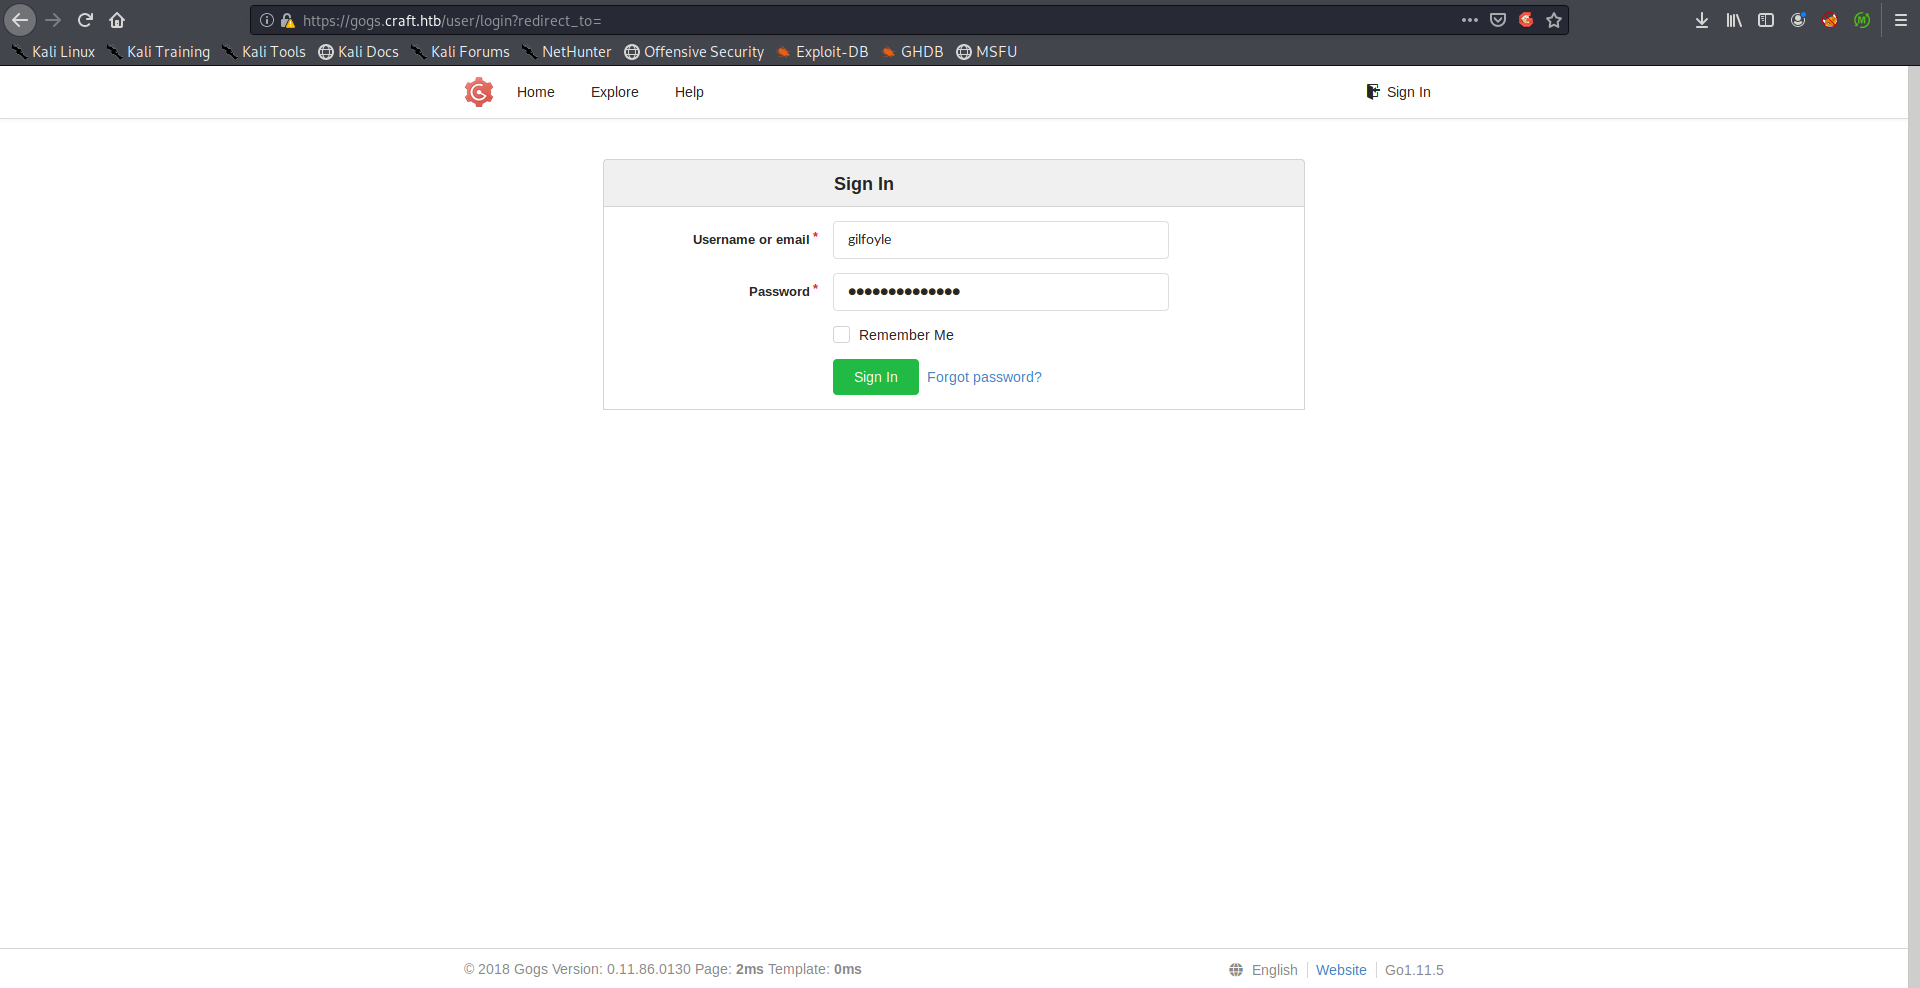 https://gogs.craft.htb/user/login?redirect_to=
Kali Linux Kali Training Kali Tools Kali Docs Kali Forums NetHunter Offensive Security Exploit-DB GHDB MSFU
Home Explore Help Sign In
Sign In
Username or email * gilfoyle
Password * ••••••••••••••
Remember Me
Sign In Forgot password?
© 2018 Gogs Version: 0.11.86.0130 Page: 2ms Template: 0ms English Website Go1.11.5